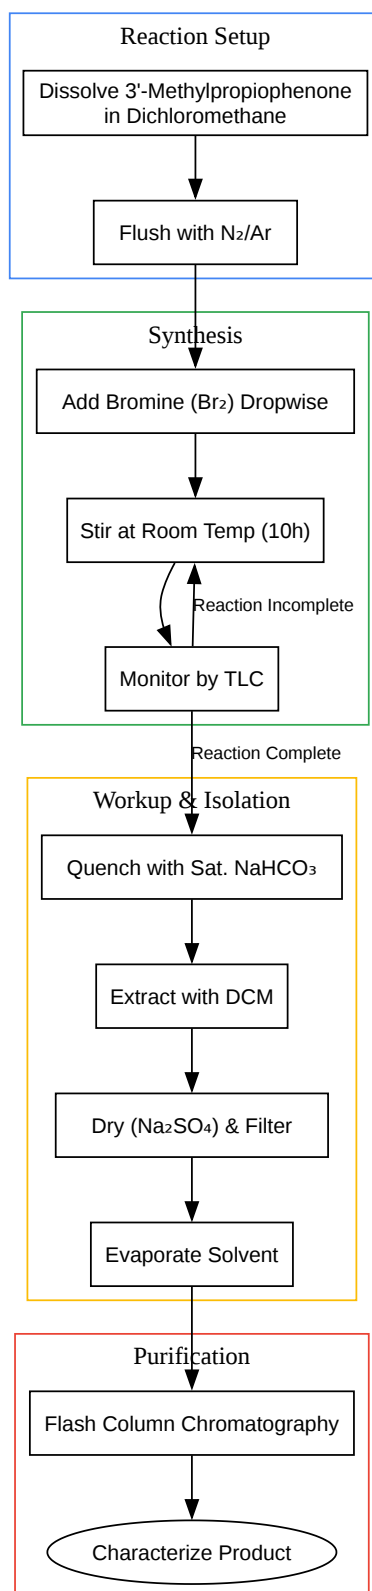 Reaction Setup
Dissolve 3'-Methylpropiophenone
in Dichloromethane
Flush with N₂/Ar
Synthesis
Add Bromine (Br₂) Dropwise
Stir at Room Temp (10h)
Reaction Incomplete
Monitor by TLC
Reaction Complete
Workup & Isolation
Quench with Sat. NaHCO₃
Extract with DCM
Dry (Na₂SO₄) & Filter
Evaporate Solvent
Purification
Flash Column Chromatography
Characterize Product